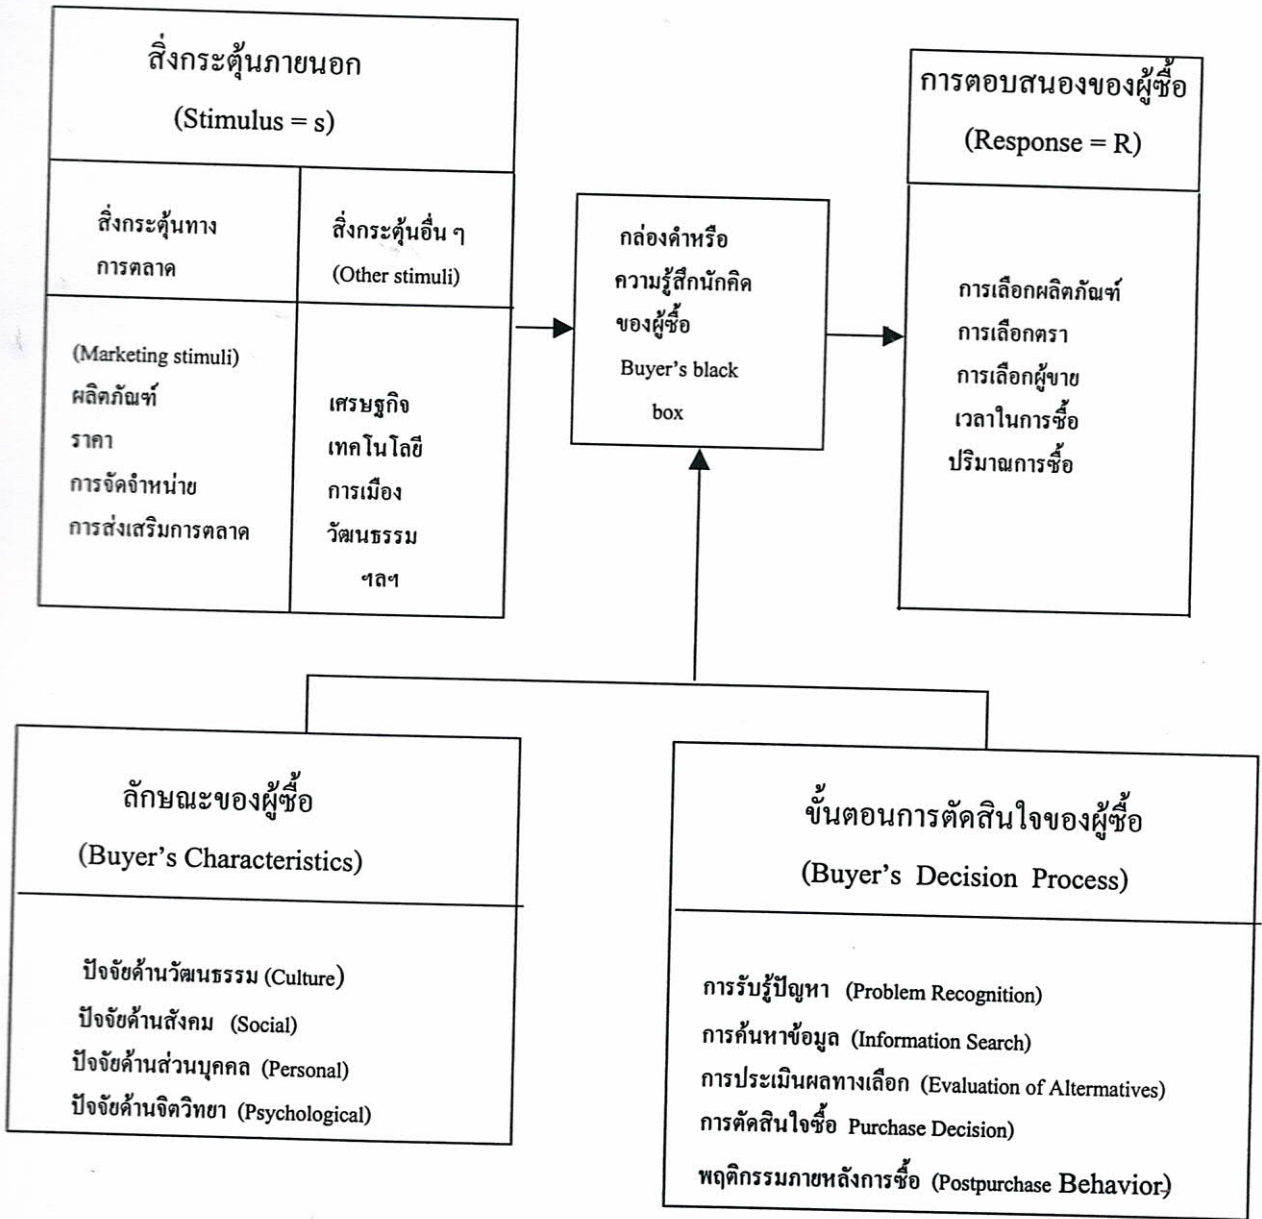 สิ่งกระตุ้นภายนอก
(Stimulus = s)
สิ่งกระตุ้นทาง
การตลาด
สิ่งกระตุ้นอื่น ๆ
(Other stimuli)
(Marketing stimuli)
ผลิตภัณฑ์
ราคา
การจัดจำหน่าย
การส่งเสริมการตลาด
เศรษฐกิจ
เทคโนโลยี
การเมือง
วัฒนธรรม
ฯลฯ
กล่องดำหรือ
ความรู้สึกนักคิด
ของผู้ซื้อ
Buyer's black
box
การตอบสนองของผู้ซื้อ
(Response = R)
การเลือกผลิตภัณฑ์
การเลือกตรา
การเลือกผู้ขาย
เวลาในการซื้อ
ปริมาณการซื้อ
ลักษณะของผู้ซื้อ
(Buyer's Characteristics)
ปัจจัยด้านวัฒนธรรม (Culture)
ปัจจัยด้านสังคม (Social)
ปัจจัยด้านส่วนบุคคล (Personal)
ปัจจัยด้านจิตวิทยา (Psychological)
ขั้นตอนการตัดสินใจของผู้ซื้อ
(Buyer's Decision Process)
การรับรู้ปัญหา (Problem Recognition)
การค้นหาข้อมูล (Information Search)
การประเมินผลทางเลือก (Evaluation of Altermatives)
การตัดสินใจซื้อ Purchase Decision)
พฤติกรรมภายหลังการซื้อ (Postpurchase Behavior)